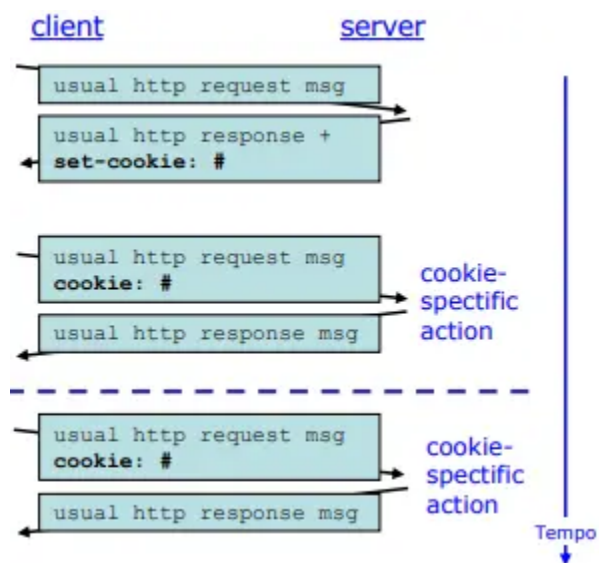 client server
usual http request msg
usual http response +
set-cookie: #
usual http request msg
cookie: #
cookie-
spectific
action
usual http response msg
usual http request msg
cookie: #
cookie-
spectific
action
usual http response msg
Tempo